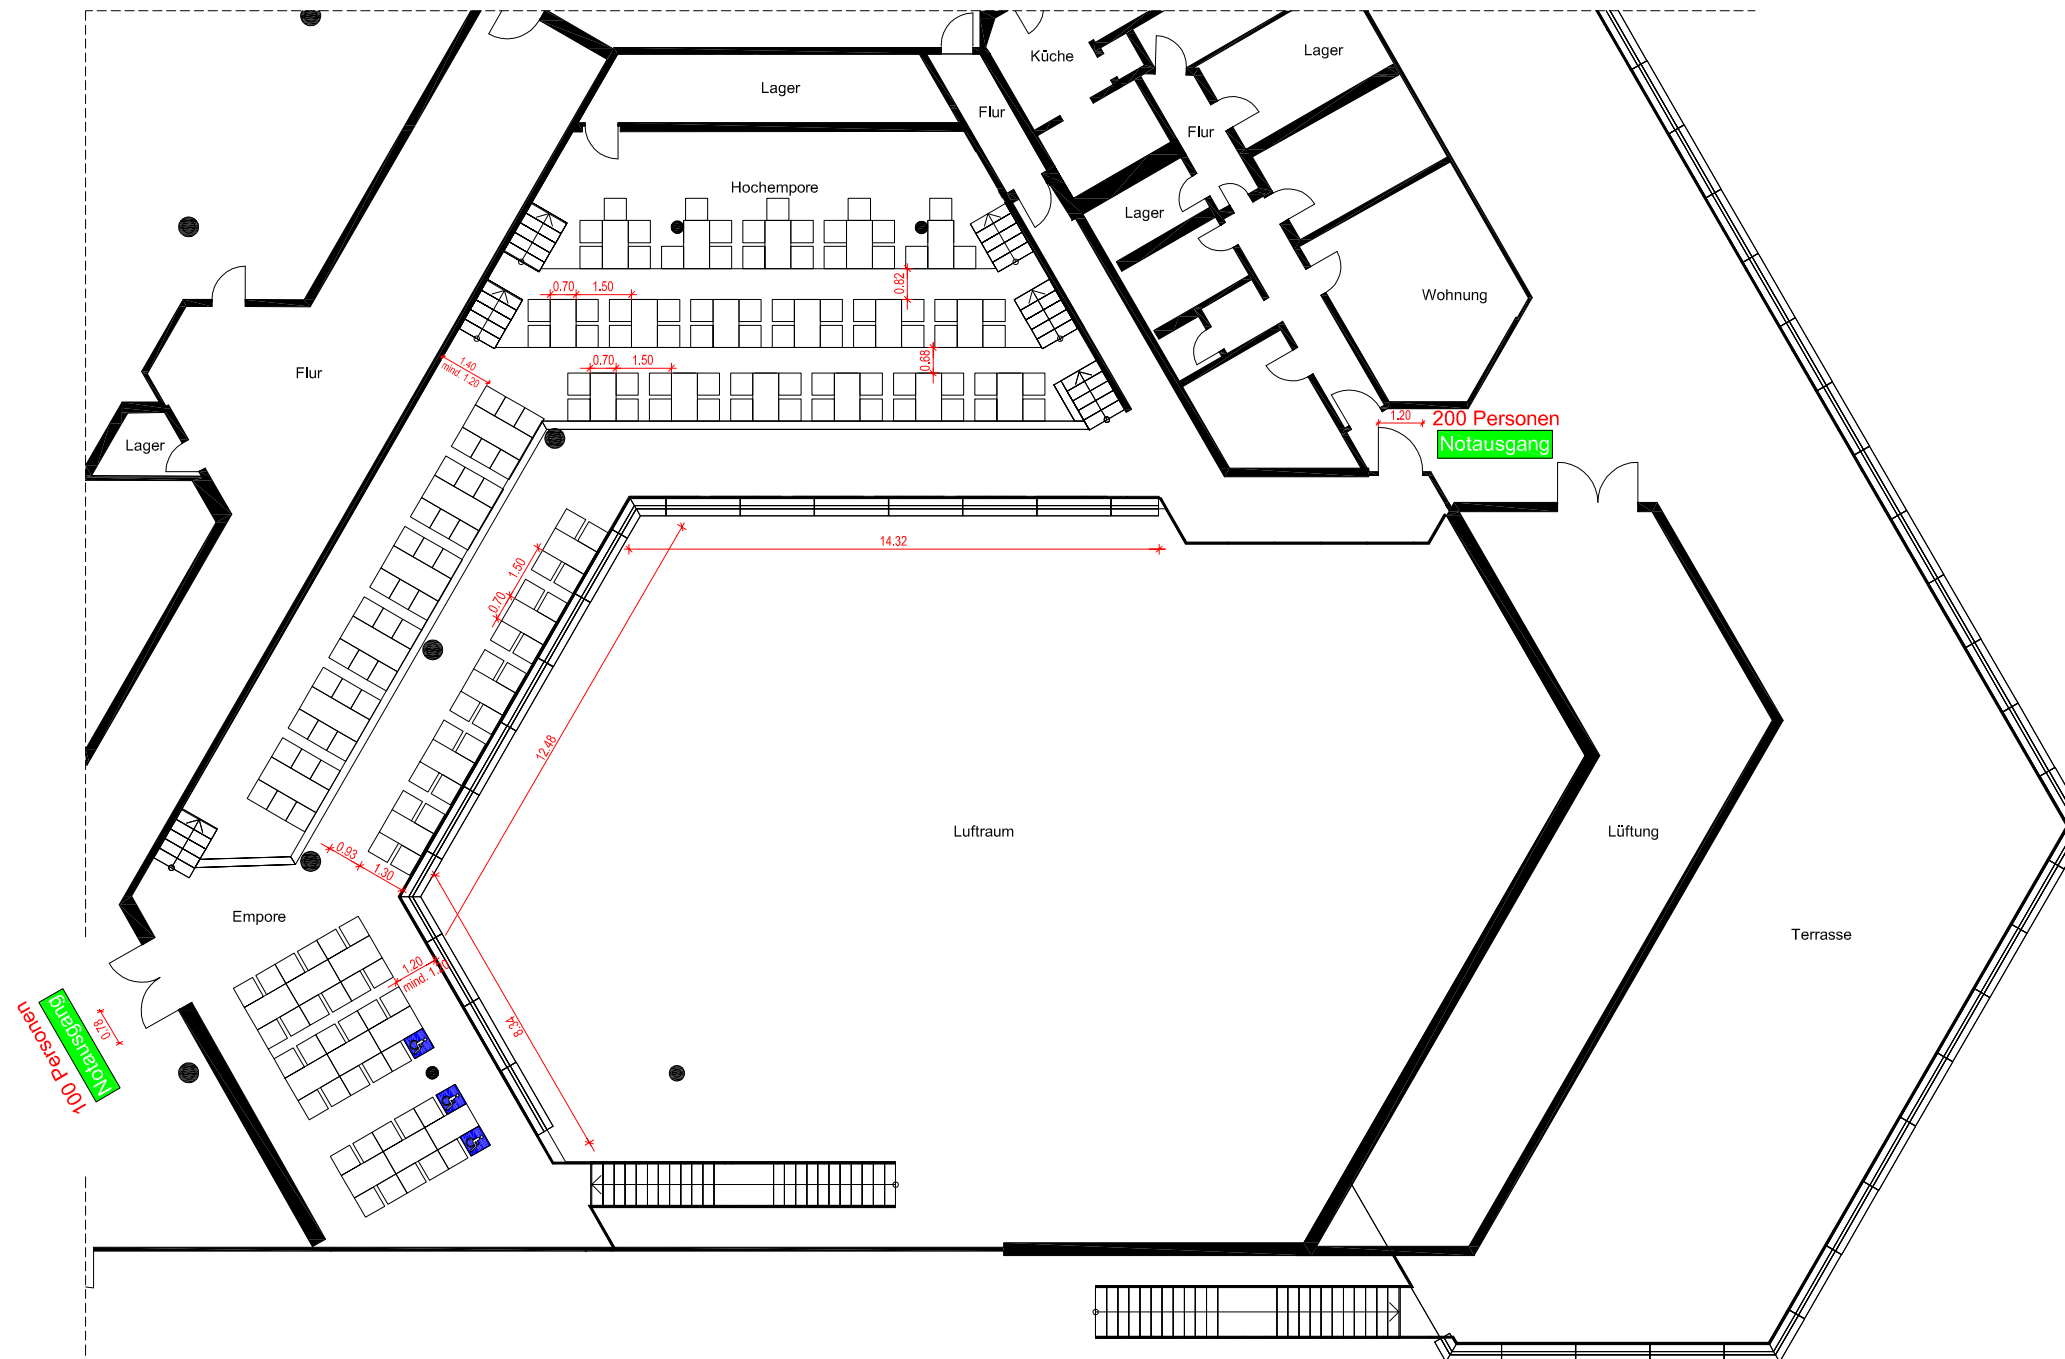 Küche
Lager
Lager
Flur
Flur
Hochempore
Lager
0.82
0.70
1.50
Wohnung
0.68
1.40
mind. 1.20
0.70
1.50
Flur
1.20
200 Personen
Notausgang
Lager
14.32
1.50
0.70
12.48
Luftraum
Lüftung
0.93
1.30
Empore
Terrasse
1.20
mind. 1.20
8.34
0.78
Notausgang
100 Personen